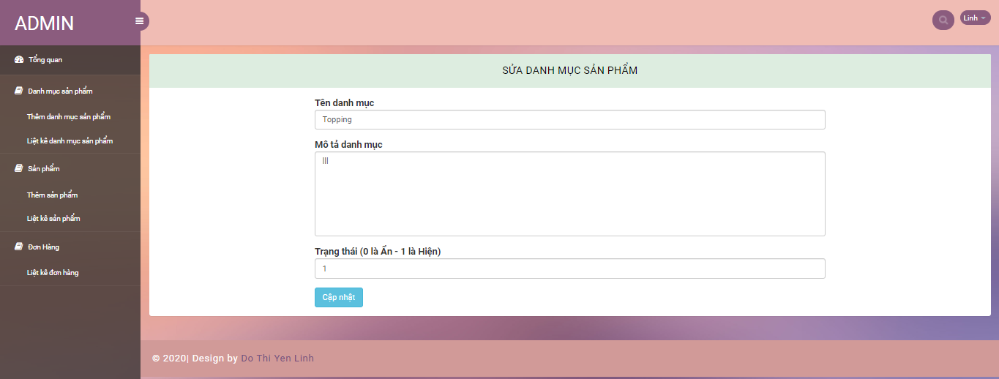 ADMIN
Linh
Tổng quan
Danh mục sản phẩm
Thêm danh mục sản phẩm
Liệt kê danh mục sản phẩm
Sản phẩm
Thêm sản phẩm
Liệt kê sản phẩm
Đơn Hàng
Liệt kê đơn hàng
SỬA DANH MỤC SẢN PHẨM
Tên danh mục
Topping
Mô tả danh mục
lll
Trạng thái (0 là Ẩn - 1 là Hiện)
1
Cập nhật
© 2020| Design by Do Thi Yen Linh